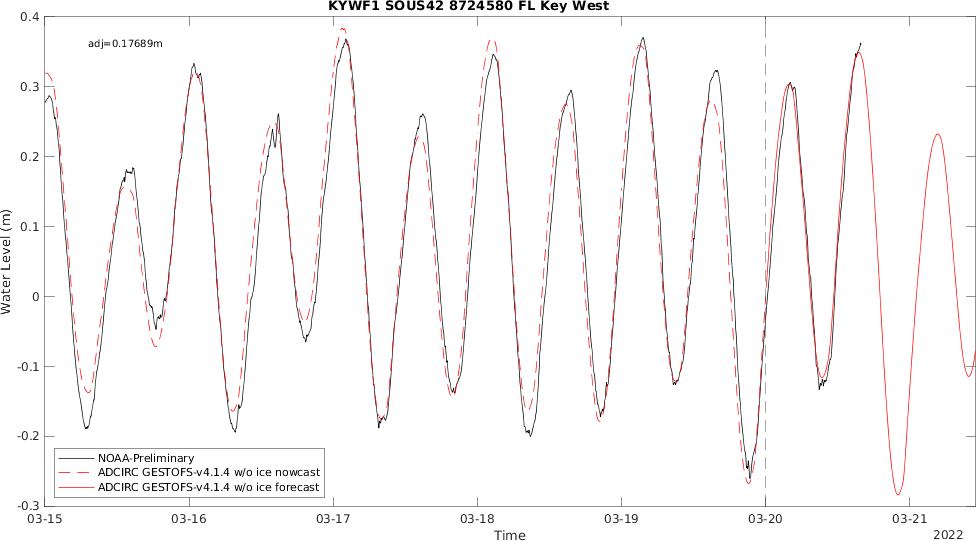 KYWF1 SOUS42 8724580 FL Key West
adj=0.17689m
0.4
0.3
0.2
0.1
0
-0.1
-0.2
-0.3
Water Level (m)
NOAA-Preliminary
ADCIRC GESTOFS-v4.1.4 w/o ice nowcast
ADCIRC GESTOFS-v4.1.4 w/o ice forecast
03-15 03-16 03-17 03-18 03-19 03-20 03-21
Time
2022